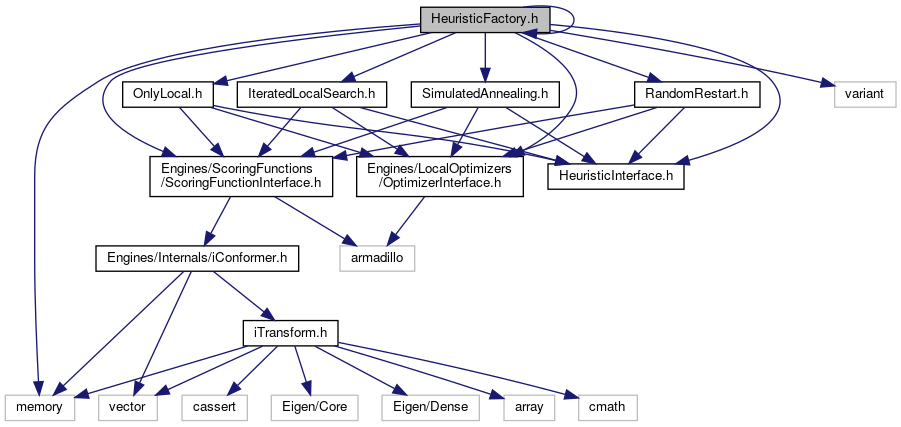 HeuristicFactory.h
OnlyLocal.h
IteratedLocalSearch.h
SimulatedAnnealing.h
RandomRestart.h
variant
Engines/ScoringFunctions
/ScoringFunctionInterface.h
Engines/LocalOptimizers
/OptimizerInterface.h
HeuristicInterface.h
Engines/Internals/iConformer.h
armadillo
iTransform.h
memory
vector
cassert
Eigen/Core
Eigen/Dense
array
cmath